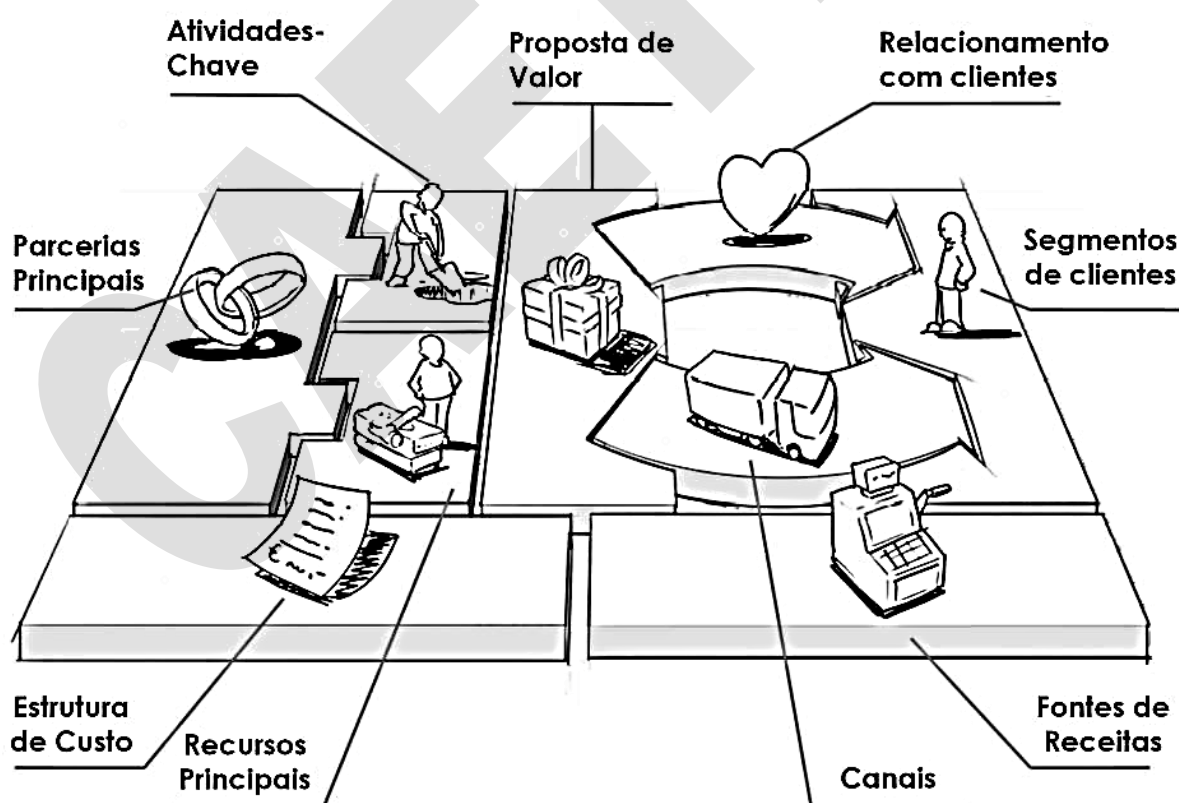 Atividades-
Chave
Proposta de
Valor
Relacionamento
com clientes
Parcerias
Principais
Segmentos
de clientes
Estrutura
de Custo
Recursos
Principais
Canais
Fontes de
Receitas